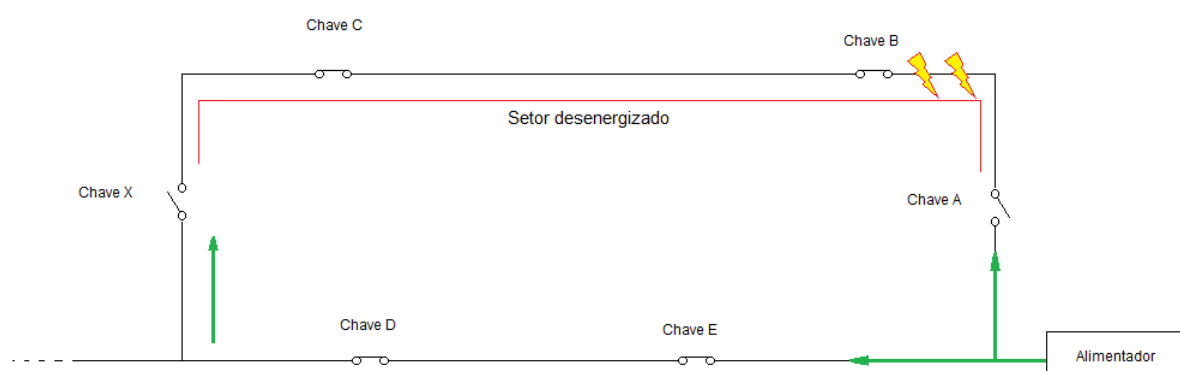 Chave C
Chave B
Setor desenergizado
Chave X
Chave A
Chave D
Chave E
Alimentador